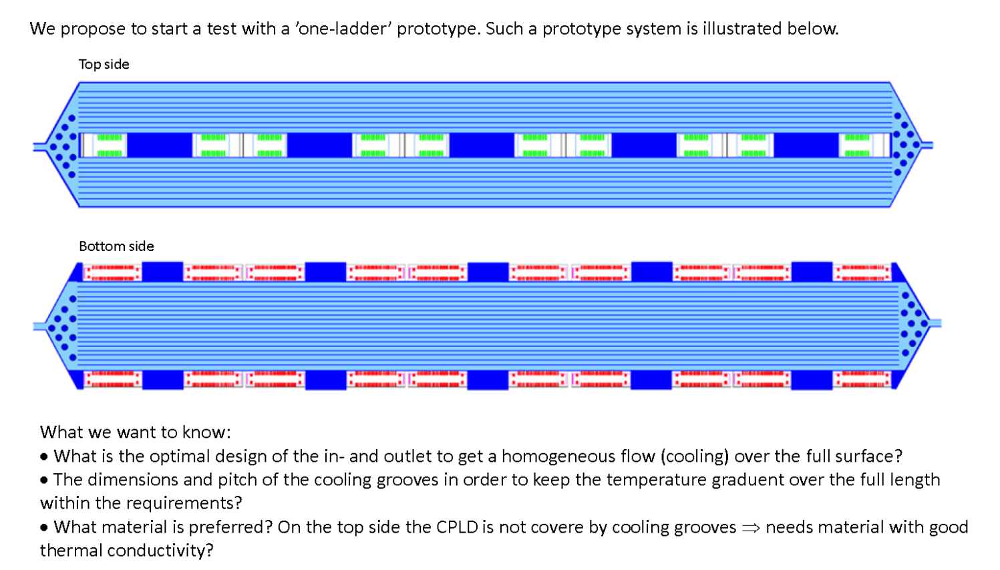 We propose to start a test with a ’one-ladder’ prototype. Such a prototype system is illustrated below.
Top side
Bottom side
What we want to know:
• What is the optimal design of the in- and outlet to get a homogeneous flow (cooling) over the full surface?
• The dimensions and pitch of the cooling grooves in order to keep the temperature graduent over the full length
within the requirements?
• What material is preferred? On the top side the CPLD is not covere by cooling grooves ⇒ needs material with good
thermal conductivity?